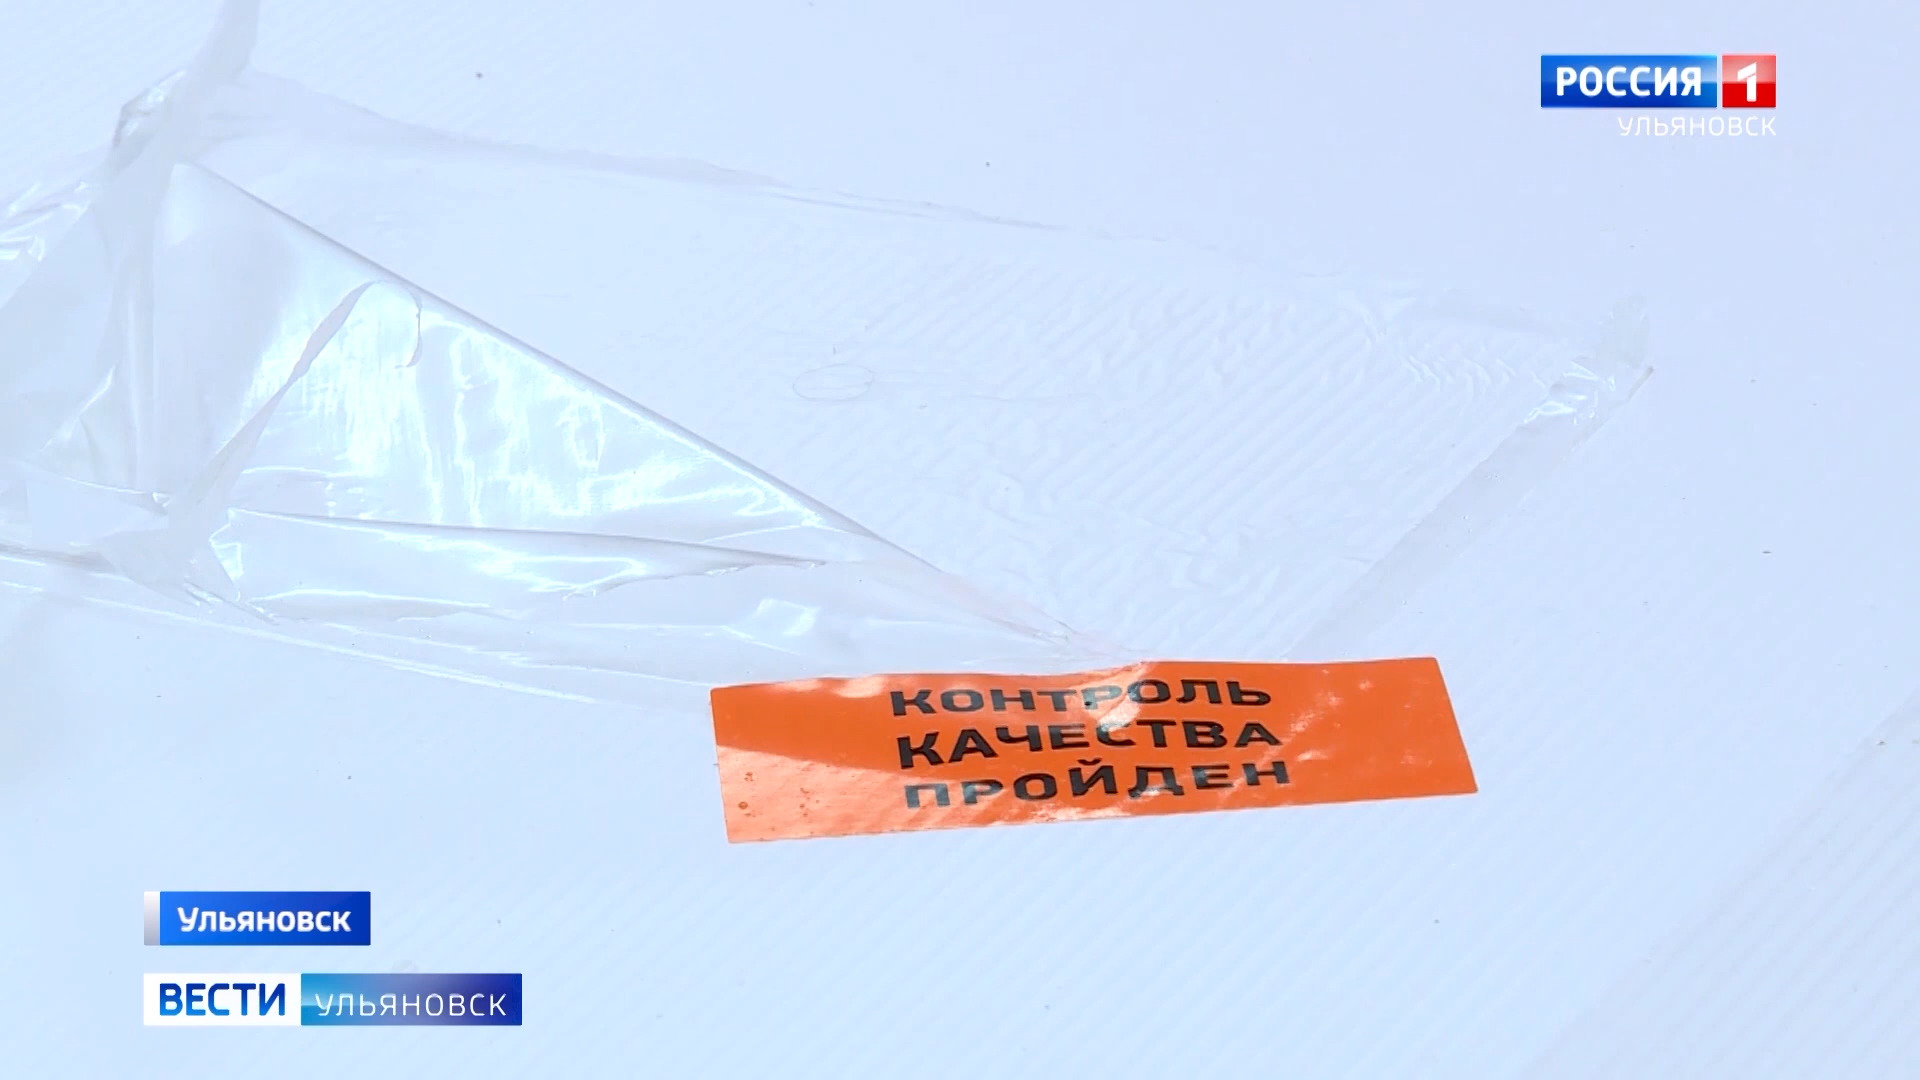 РОССИЯ 1
УЛЬЯНОВСК
КОНТРОЛЬ
КАЧЕСТВА
ПРОЙДЕН
Ульяновск
ВЕСТИ УЛЬЯНОВСК